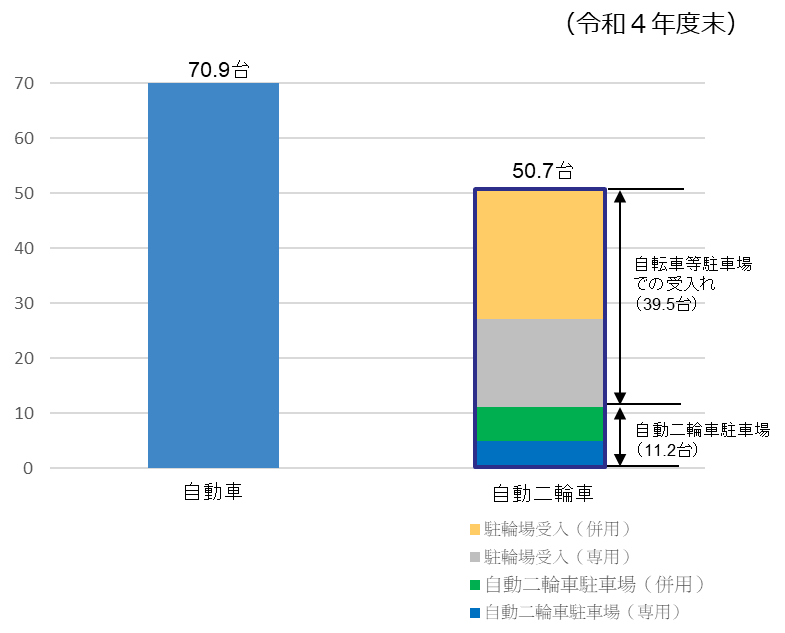 （令和４年度末）
70.9台
50.7台
70
60
50
40
30
20
10
0
自転車等駐車場
での受入れ
（39.5台）
自動二輪車駐車場
（11.2台）
自動車
自動二輪車
駐輪場受入（併用）
駐輪場受入（専用）
自動二輪車駐車場（併用）
自動二輪車駐車場（専用）